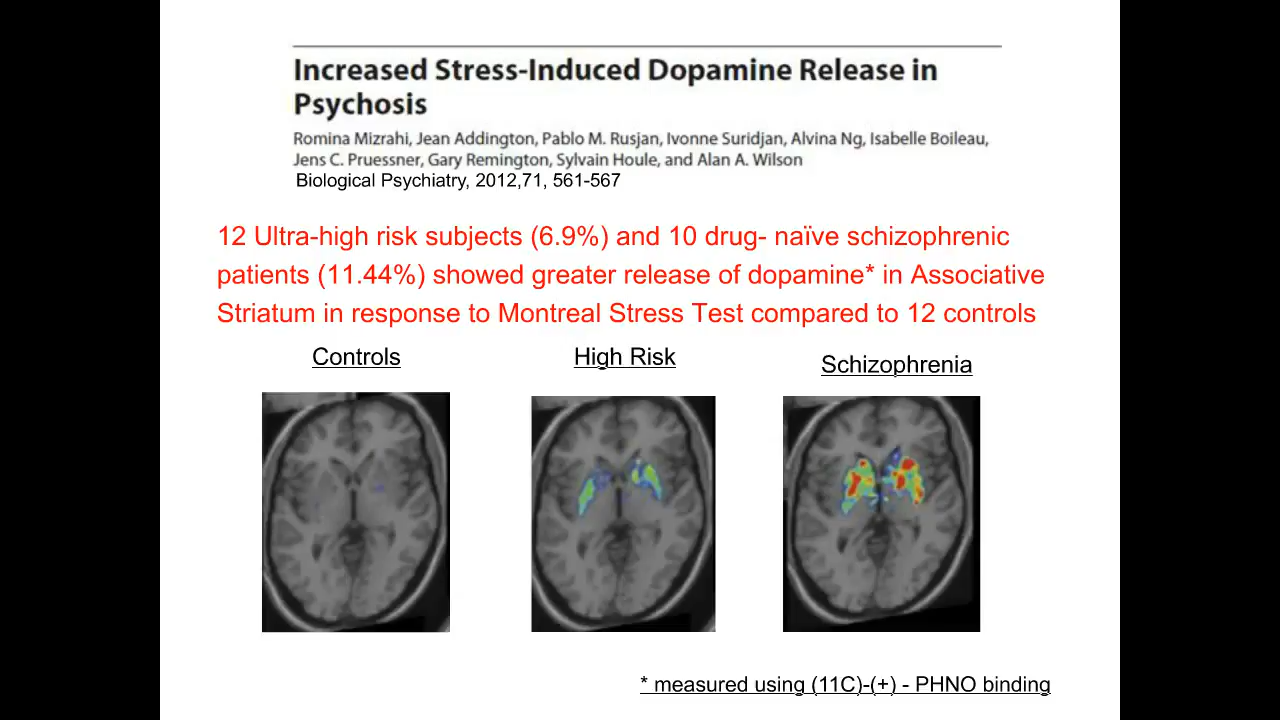 Increased Stress-Induced Dopamine Release in
Psychosis
Romina Mizrahi, Jean Addington, Pablo M. Rusjan, Ivonne Suridjan, Alvina Ng, Isabelle Boileau,
Jens C. Pruessner, Gary Remington, Sylvain Houle, and Alan A. Wilson
Biological Psychiatry, 2012,71, 561-567
12 Ultra-high risk subjects (6.9%) and 10 drug- naïve schizophrenic
patients (11.44%) showed greater release of dopamine* in Associative
Striatum in response to Montreal Stress Test compared to 12 controls
Controls
High Risk
Schizophrenia
* measured using (11C)-(+) - PHNO binding